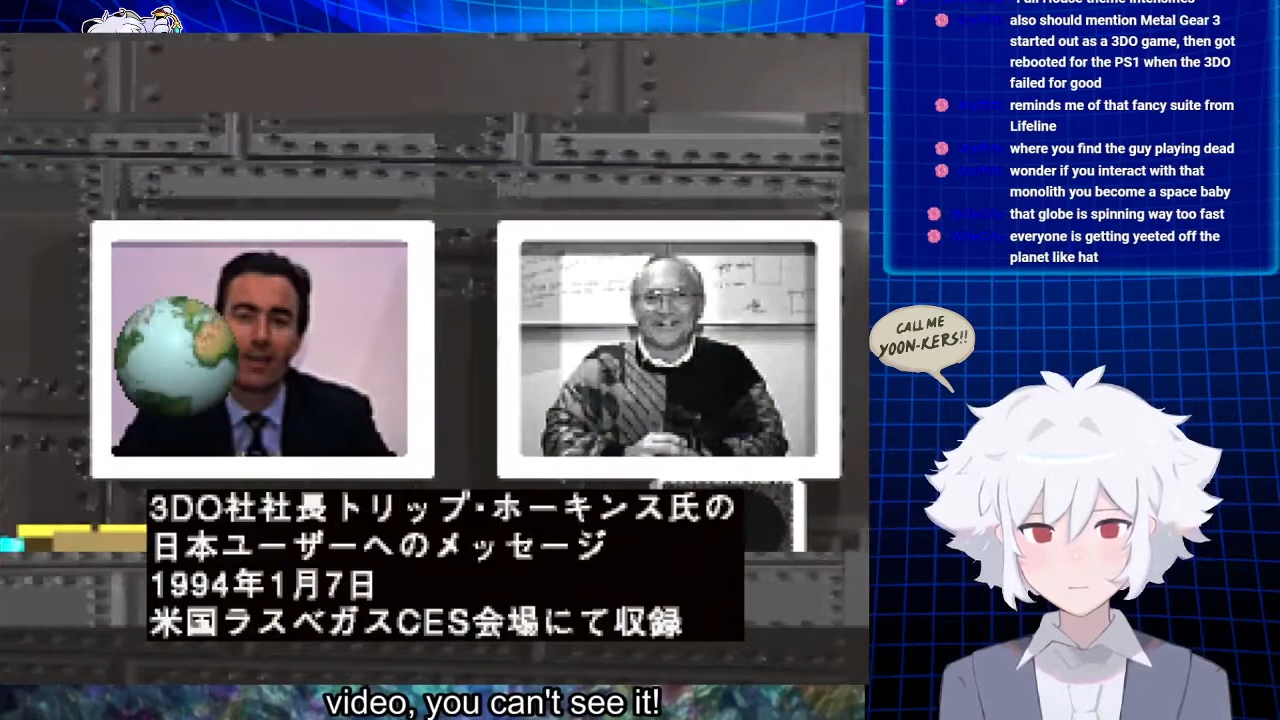 also should mention Metal Gear 3
started out as a 3DO game, then got
rebooted for the PS1 when the 3DO
failed for good
reminds me of that fancy suite from
Lifeline
where you find the guy playing dead
wonder if you interact with that
monolith you become a space baby
that globe is spinning way too fast
everyone is getting yeeted off the
planet like hat
CALL ME
YOON-KERS!!
3DO社社長トリップ・ホーキンス氏の
日本ユーザーへのメッセージ
1994年1月7日
米国ラスベガスCES会場にて収録
video, you can't see it!